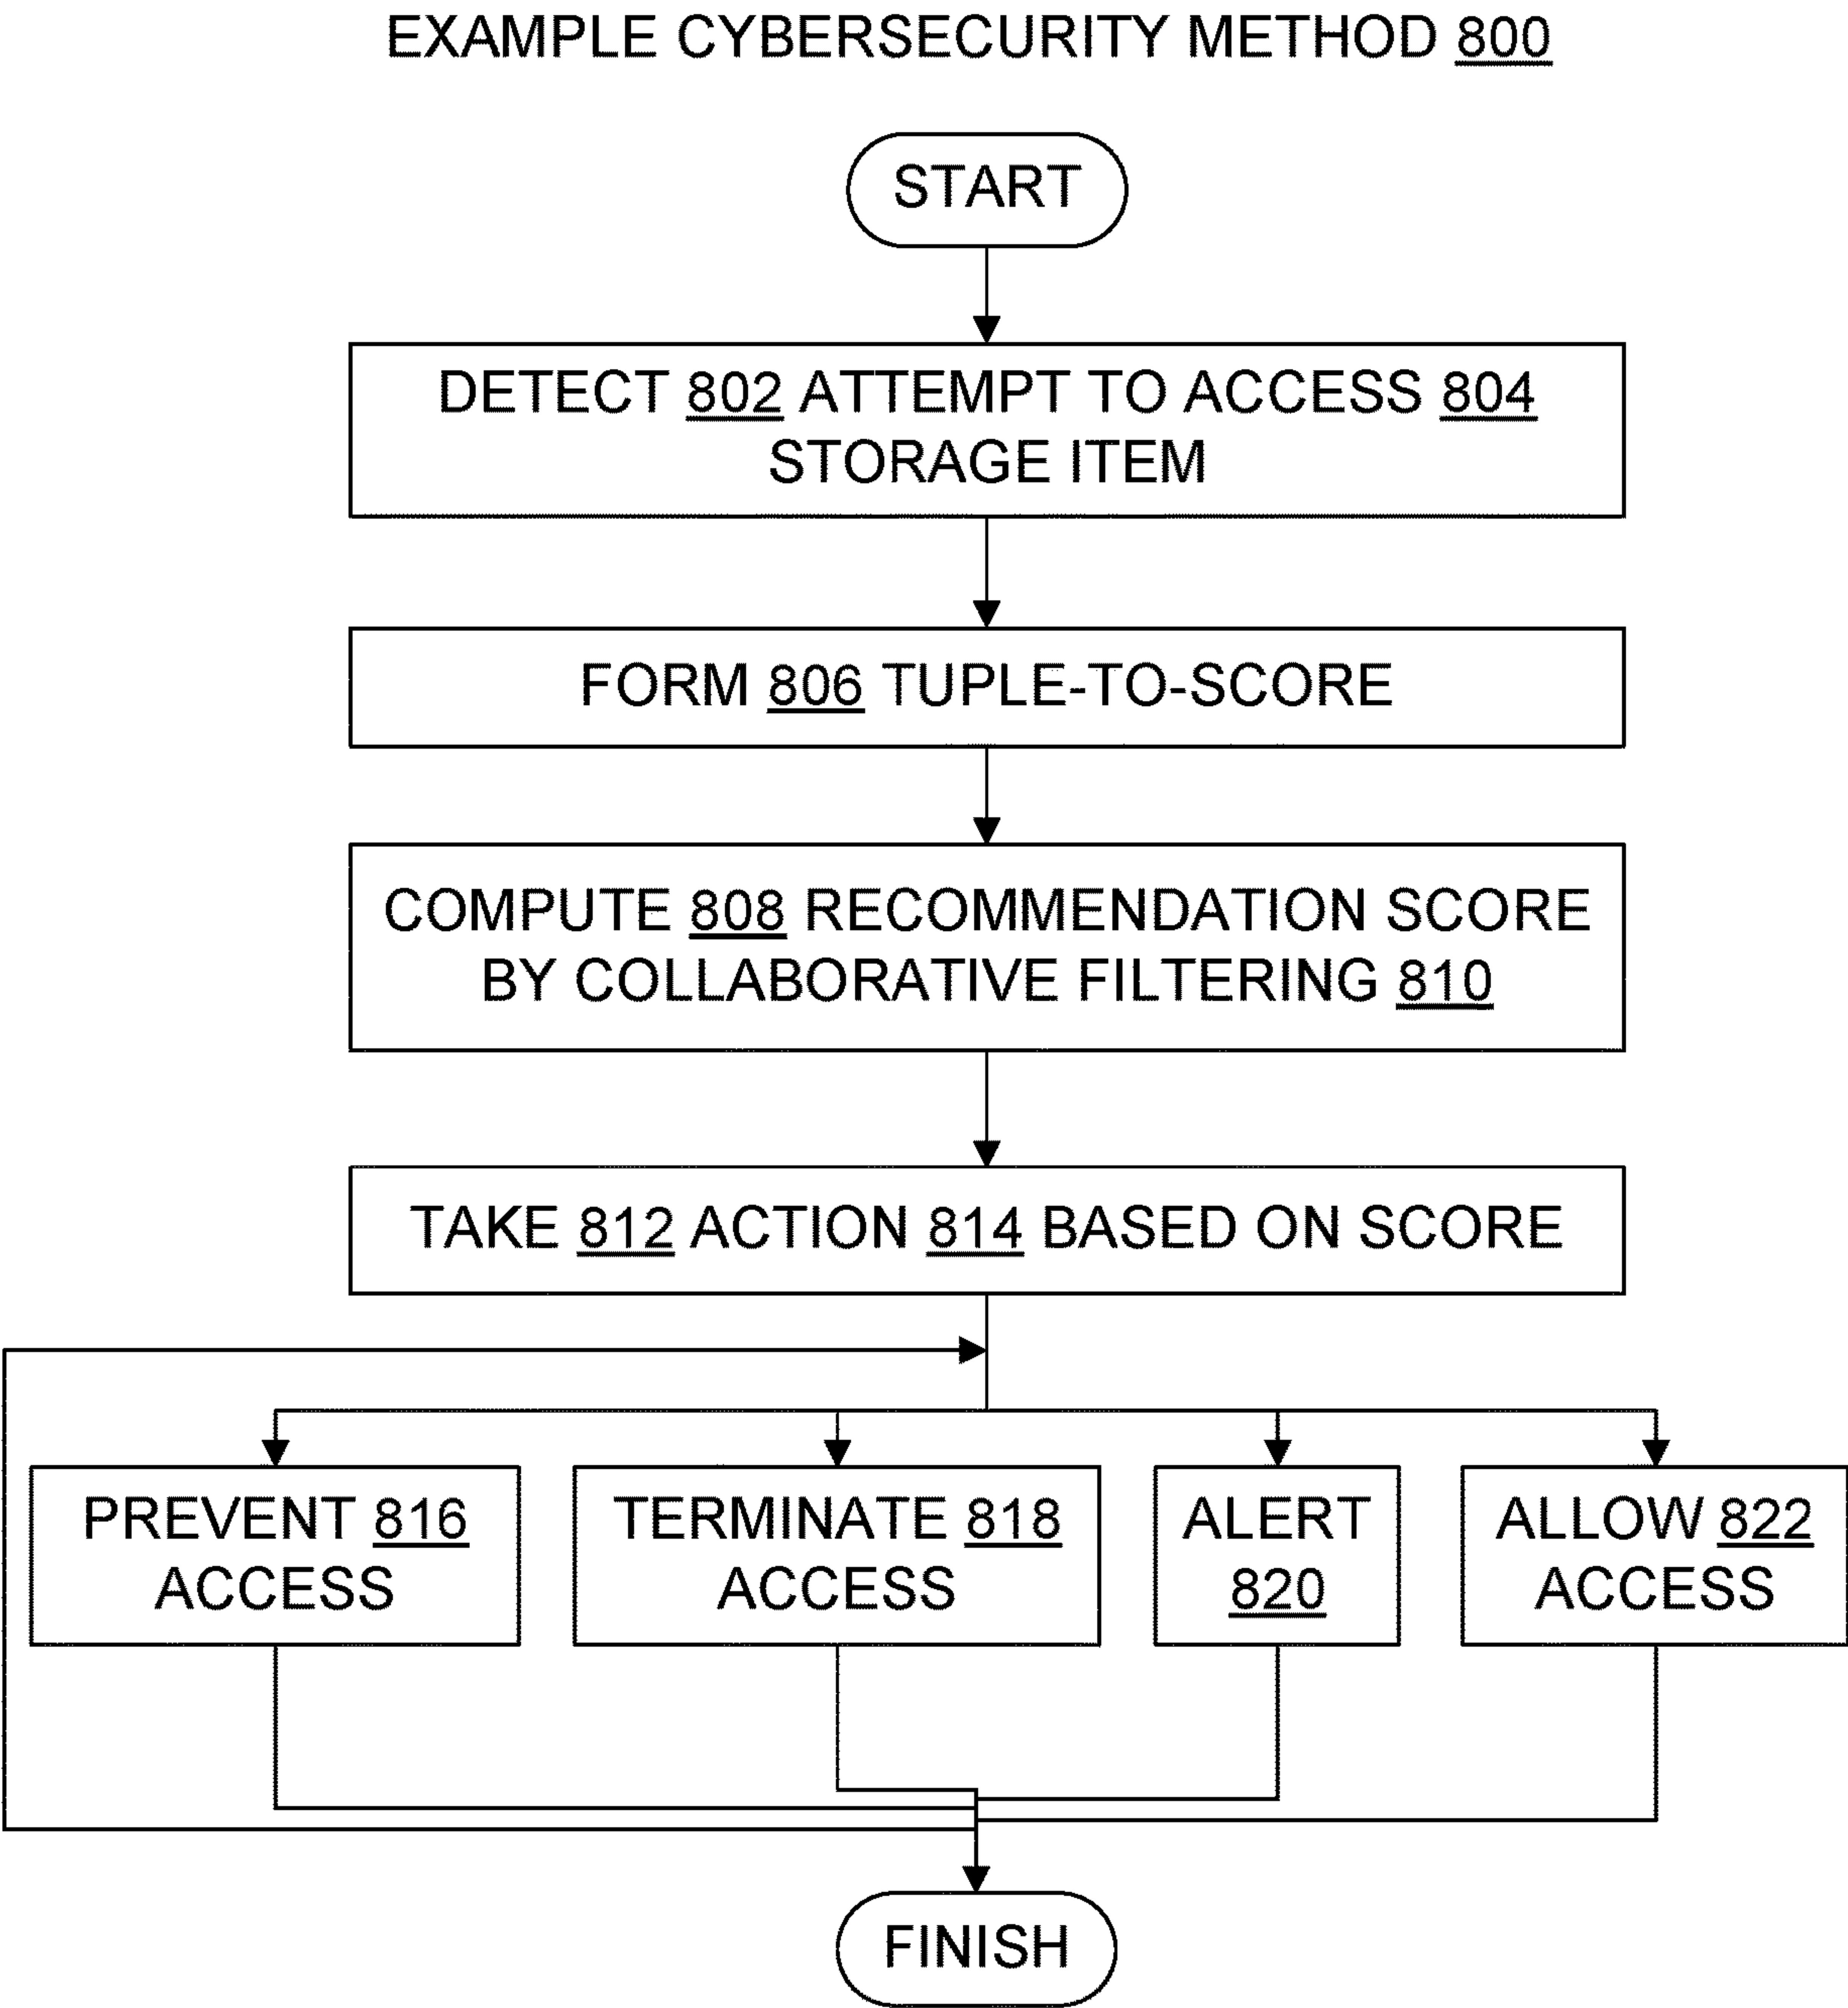 EXAMPLE CYBERSECURITY METHOD 800
START
DETECT 802 ATTEMPT TO ACCESS 804
STORAGE ITEM
FORM 806 TUPLE-TO-SCORE
COMPUTE 808 RECOMMENDATION SCORE
BY COLLABORATIVE FILTERING 810
TAKE 812 ACTION 814 BASED ON SCORE
PREVENT 816
ACCESS
TERMINATE 818
ACCESS
ALERT
820
ALLOW 822
ACCESS
FINISH